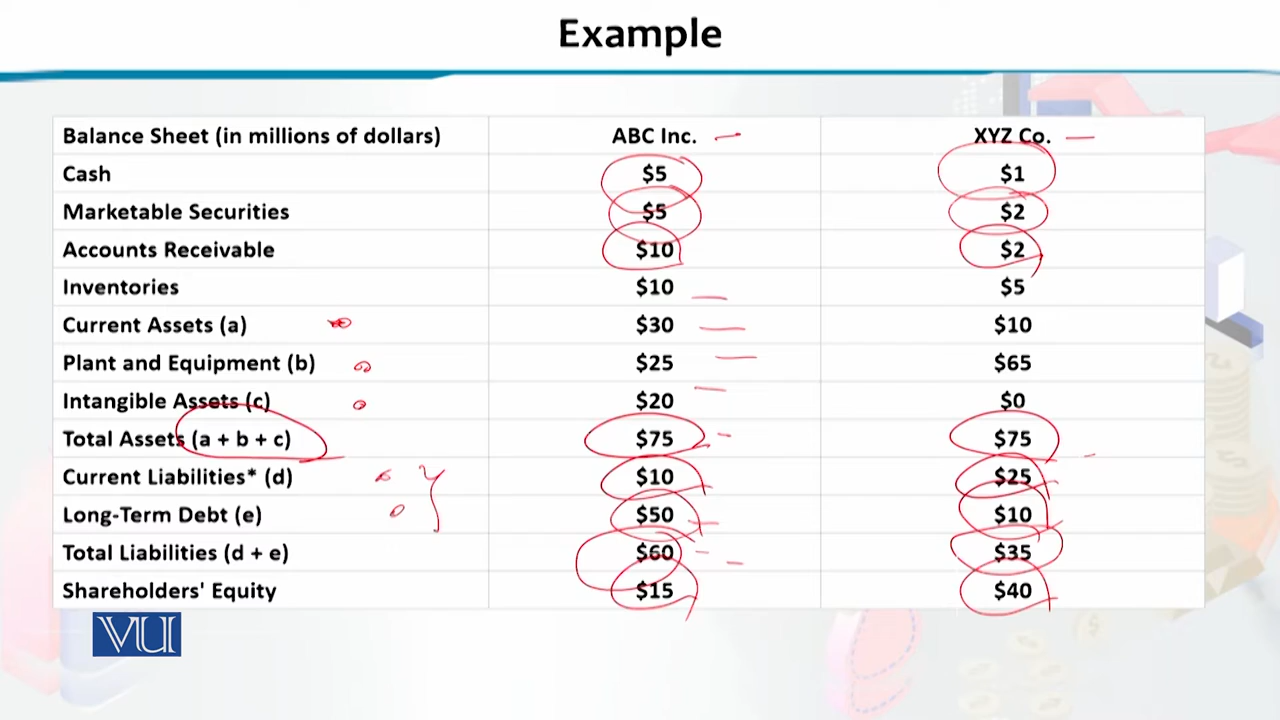 Example
Balance Sheet (in millions of dollars) ABC Inc. XYZ Co.
Cash $5 $1
Marketable Securities $5 $2
Accounts Receivable $10 $2
Inventories $10 $5
Current Assets (a) $30 $10
Plant and Equipment (b) $25 $65
Intangible Assets (c) $20 $0
Total Assets (a + b + c) $75 $75
Current Liabilities* (d) $10 $25
Long-Term Debt (e) $50 $10
Total Liabilities (d + e) $60 $35
Shareholders' Equity $15 $40
VU